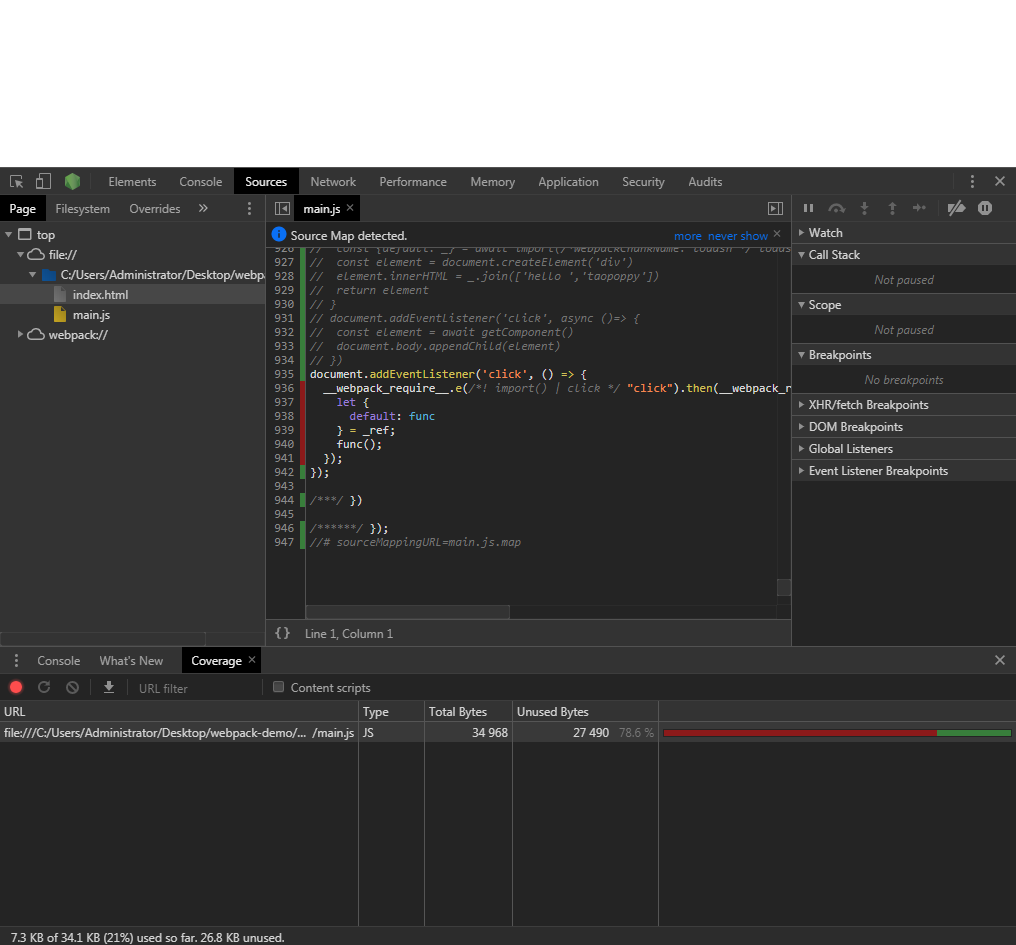 Elements Console Sources Network Performance Memory Application Security Audits
Page Filesystem Overrides »
main.js
Source Map detected. more never show
top
file://
C:/Users/Administrator/Desktop/webp
index.html
main.js
webpack://
926 // const {default: _} = await import(/*webpackChunkName:"lodash"*/'lodas
927 // const element = document.createElement('div')
928 // element.innerHTML = _.join(['hello ','taopoppy'])
929 // return element
930 // }
931 // document.addEventListener('click', async ()=> {
932 // const element = await getComponent()
933 // document.body.appendChild(element)
934 // })
935 document.addEventListener('click', () => {
936 __webpack_require__.e(/*! import() | click */ "click").then(__webpack_r
937 let {
938 default: func
939 } = _ref;
940 func();
941 });
942 });
943
944 /***/ })
945
946 /******/ });
947 //# sourceMappingURL=main.js.map
{} Line 1, Column 1
Watch
Call Stack
Not paused
Scope
Not paused
Breakpoints
No breakpoints
XHR/fetch Breakpoints
DOM Breakpoints
Global Listeners
Event Listener Breakpoints
Console What's New Coverage
URL filter Content scripts
URL Type Total Bytes Unused Bytes
file:///C:/Users/Administrator/Desktop/webpack-demo/... /main.js JS 34 968 27 490 78.6 %
7.3 KB of 34.1 KB (21%) used so far. 26.8 KB unused.